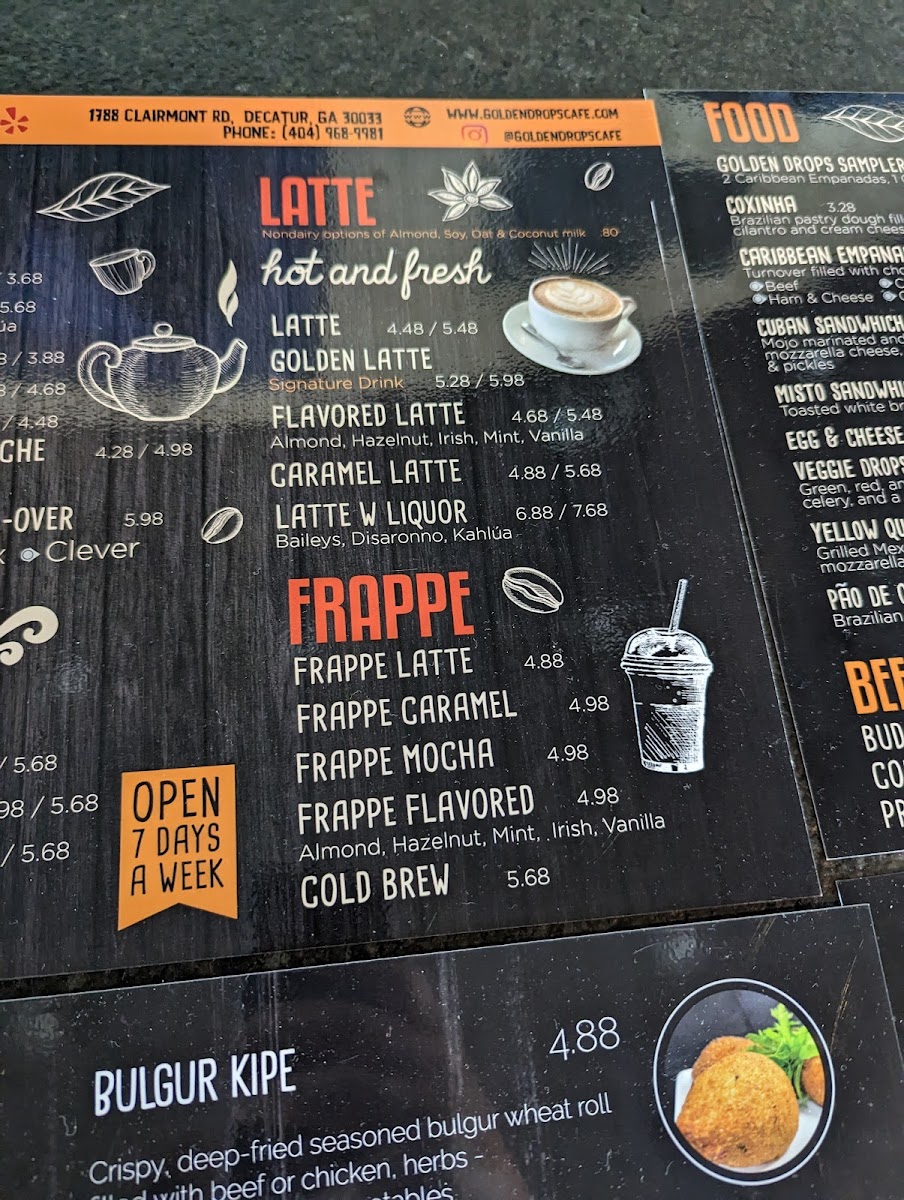 1788 CLAIRMONT RD, DECATUR, GA 30033
PHONE: (404) 968-9981
WWW.GOLDENDROPSCAFE.COM
@GOLDENDROPSCAFE
3.68
5.68
/ 3.88
/ 4.68
/ 4.48
4.28 / 4.98
-OVER 5.98
Clever
/ 5.68
/ 5.68
/ 5.68
OPEN
7 DAYS
A WEEK
LATTE
Nondairy options of Almond, Soy, Oat & Coconut milk .80
hot and fresh
LATTE 4.48 / 5.48
GOLDEN LATTE
Signature Drink 5.28 / 5.98
FLAVORED LATTE 4.68 / 5.48
Almond, Hazelnut, Irish, Mint, Vanilla
CARAMEL LATTE 4.88 / 5.68
LATTE W LIQUOR 6.88 / 7.68
Baileys, Disaronno, Kahlúa
FRAPPE
FRAPPE LATTE 4.88
FRAPPE CARAMEL 4.98
FRAPPE MOCHA 4.98
FRAPPE FLAVORED 4.98
Almond, Hazelnut, Mint, Irish, Vanilla
COLD BREW 5.68
FOOD
GOLDEN DROPS SAMPLER
2 Caribbean Empanadas, 1
COXINHA 3.28
Brazilian pastry dough
cilantro and cream
CARIBBEAN
Turnover filled with
Beef
Ham & Cheese
CUBAN SANDWHICH
Mojo marinated and
mozzarella cheese,
& pickles
MISTO
Toasted white
EGG & CHEESE
VEGGIE DROPS
Green, red,
celery, and a
YELLOW
Grilled
mozzarella
PÃO DE
Brazilian
BULGUR KIPE 4.88
Crispy, deep-fried seasoned bulgur wheat roll
filled with beef or chicken, herbs -